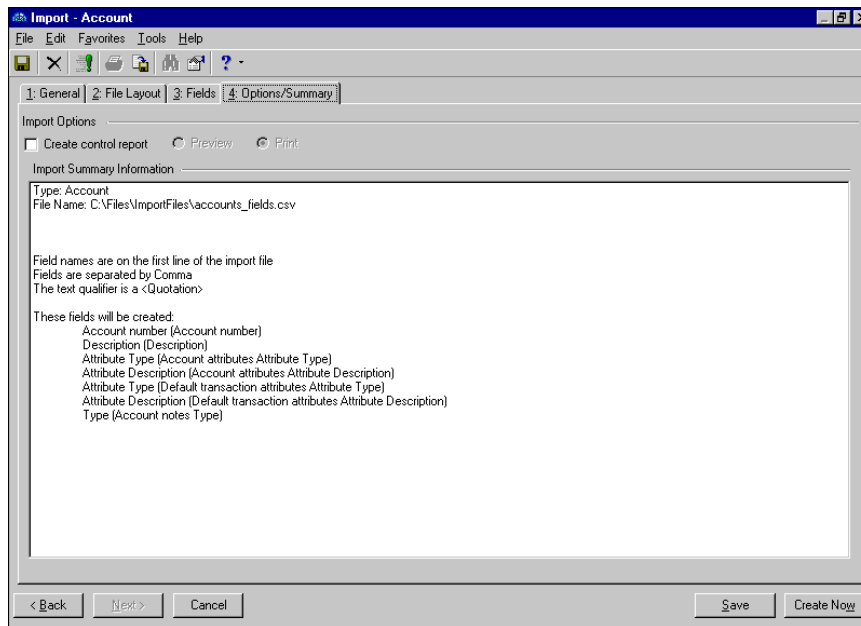 Import - Account
File Edit Favorites Tools Help
1: General 2: File Layout 3: Fields 4: Options/Summary
Import Options
Create control report Preview Print
Import Summary Information
Type: Account
File Name: C:\Files\ImportFiles\accounts_fields.csv
Field names are on the first line of the import file
Fields are separated by Comma
The text qualifier is a <Quotation>
These fields will be created:
Account number (Account number)
Description (Description)
Attribute Type (Account attributes Attribute Type)
Attribute Description (Account attributes Attribute Description)
Attribute Type (Default transaction attributes Attribute Type)
Attribute Description (Default transaction attributes Attribute Description)
Type (Account notes Type)
< Back Next > Cancel Save Create Now